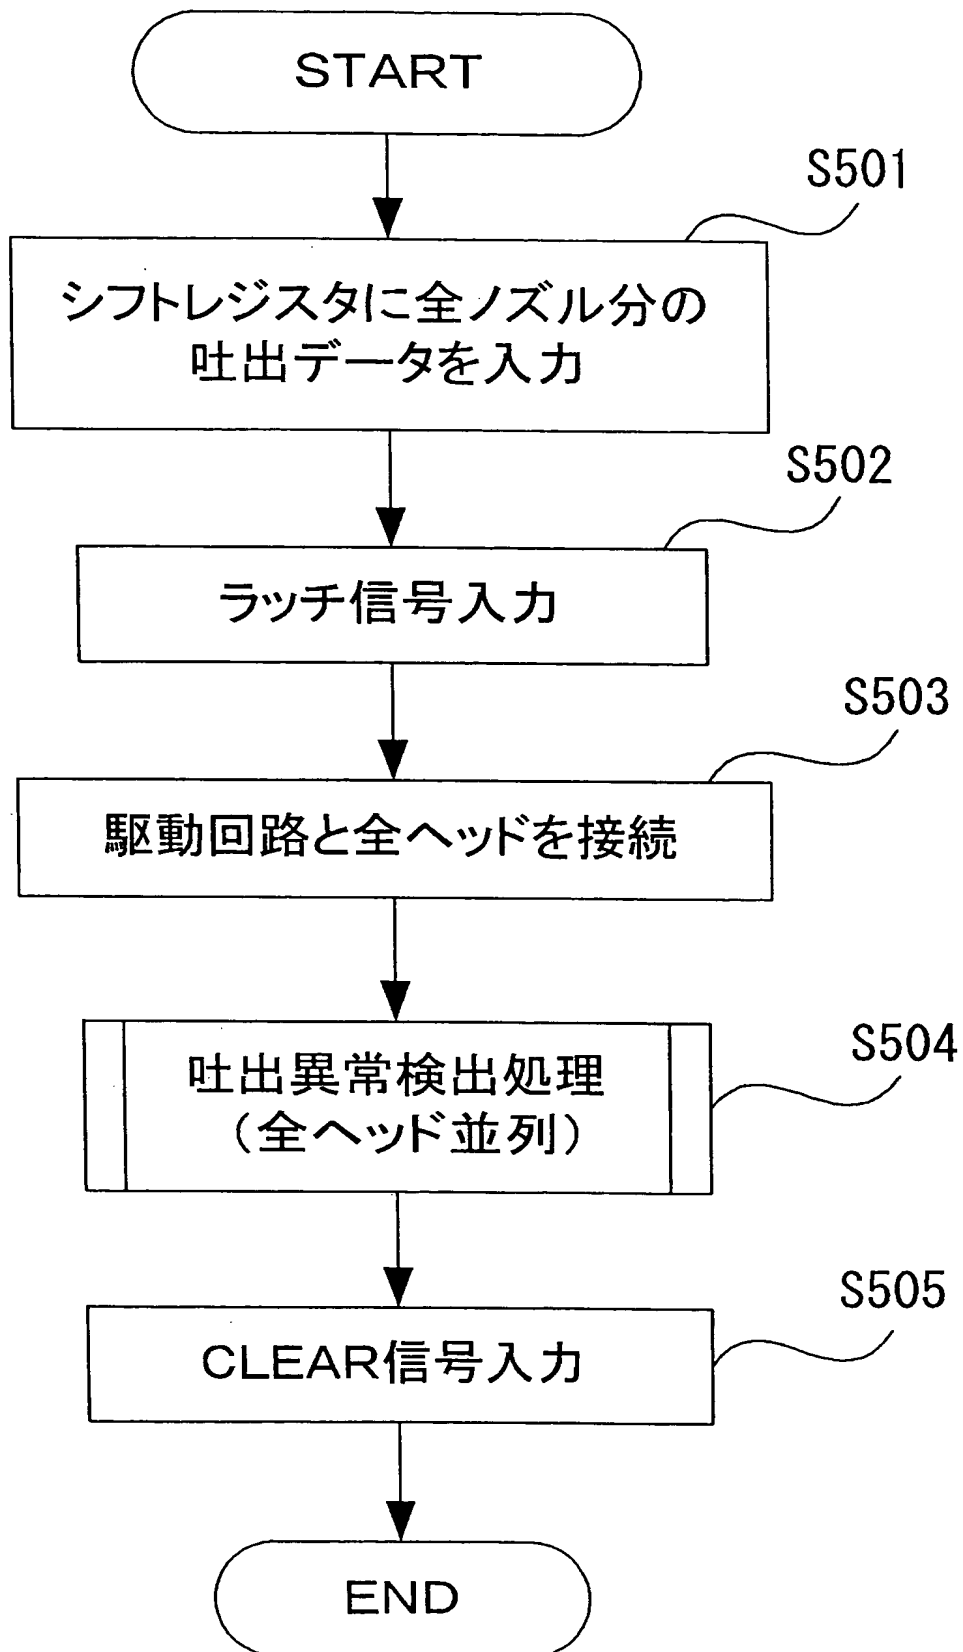 START
S501
シフトレジスタに全ノズル分の
吐出データを入力
S502
ラッチ信号入力
S503
駆動回路と全ヘッドを接続
S504
吐出異常検出処理
(全ヘッド並列)
S505
CLEAR信号入力
END